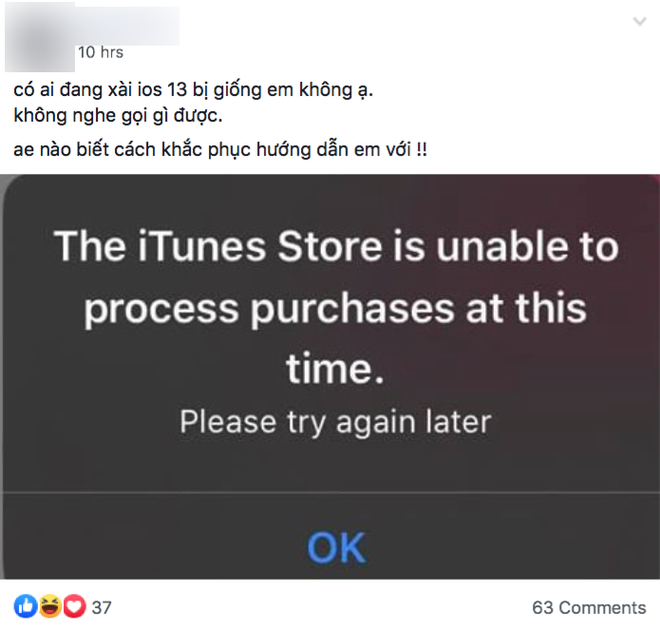 10 hrs
có ai đang xài ios 13 bị giống em không ạ.
không nghe gọi gì được.
ae nào biết cách khắc phục hướng dẫn em với !!
The iTunes Store is unable to
process purchases at this
time.
Please try again later
OK
37
63 Comments